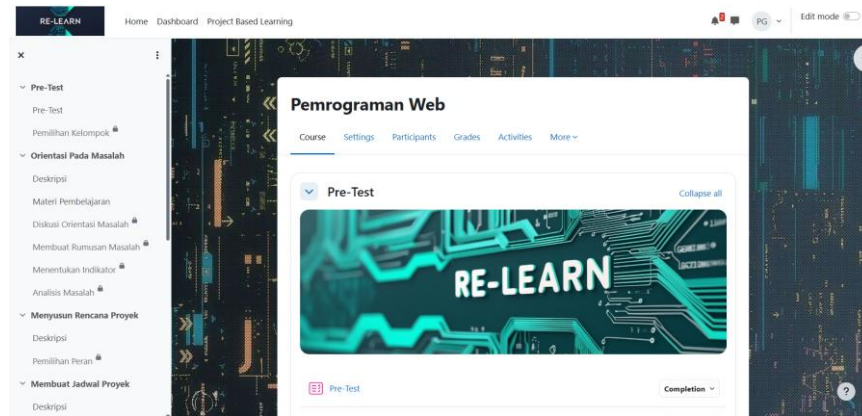 RE-LEARN
Home Dashboard Project Based Learning
2
PG
Edit mode
Pre-Test
Pre-Test
Pemilihan Kelompok
Orientasi Pada Masalah
Deskripsi
Materi Pembelajaran
Diskusi Orientasi Masalah
Membuat Rumusan Masalah
Menentukan Indikator
Analisis Masalah
Menyusun Rencana Proyek
Deskripsi
Pemilihan Peran
Membuat Jadwal Proyek
Deskripsi
Pemrograman Web
Course Settings Participants Grades Activities More
Pre-Test
Collapse all
RE-LEARN
Pre-Test
Completion
?